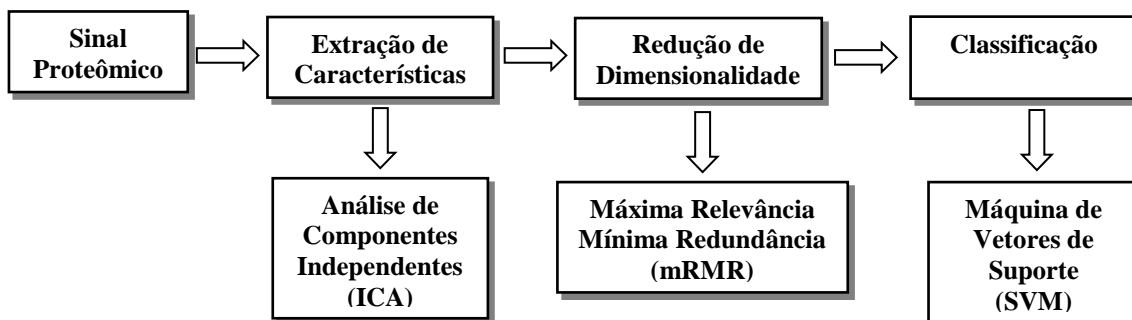 Sinal
Proteômico
Extração de
Características
Redução de
Dimensionalidade
Classificação
Análise de
Componentes
Independentes
(ICA)
Máxima Relevância
Mínima Redundância
(mRMR)
Máquina de
Vetores de
Suporte
(SVM)